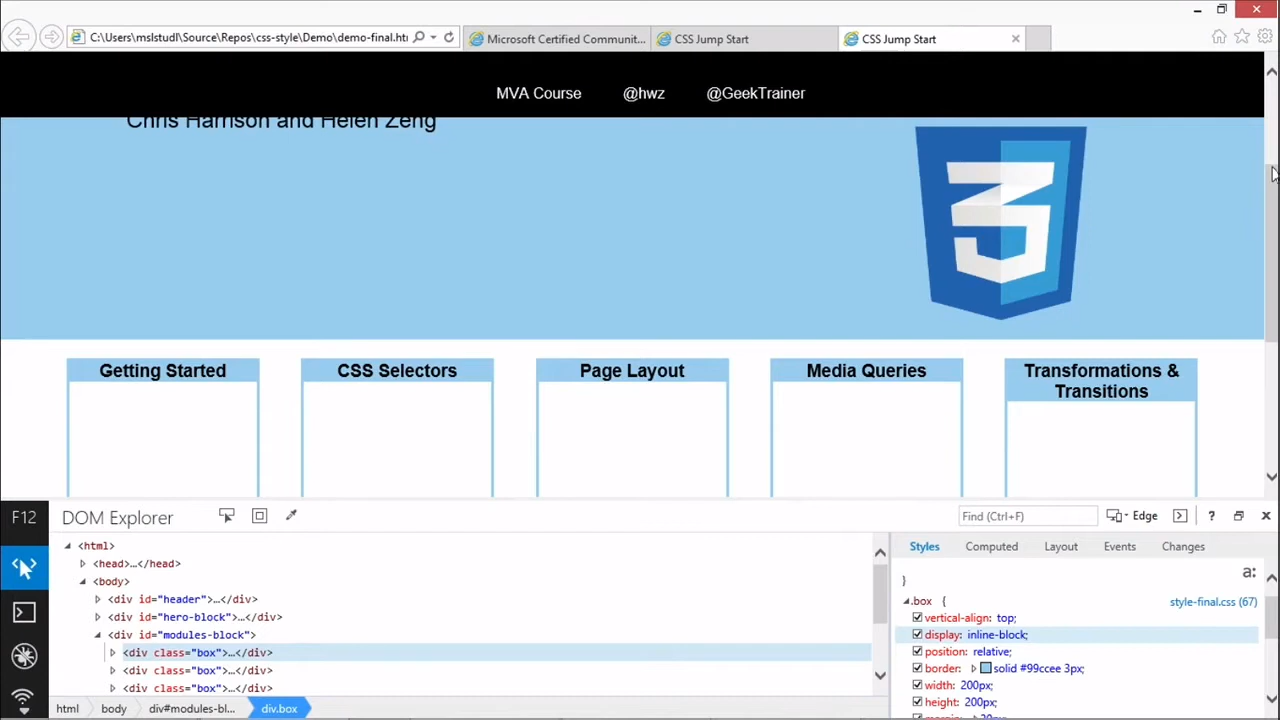 C:\Users\mslstudl\Source\Repos\css-style\Demo\demo-final.htm
Microsoft Certified Communit...
CSS Jump Start
CSS Jump Start
MVA Course @hwz @GeekTrainer
Chris Harrison and Helen Zeng
3
Getting Started
CSS Selectors
Page Layout
Media Queries
Transformations &
Transitions
F12 DOM Explorer
Find (Ctrl+F)
Edge
?
<html>
<head>...</head>
<body>
<div id="header">...</div>
<div id="hero-block">...</div>
<div id="modules-block">
<div class="box">...</div>
<div class="box">...</div>
<div class="box">...</div>
html body div#modules-bl... div.box
Styles Computed Layout Events Changes
a:
}
.box { style-final.css (67)
vertical-align: top;
display: inline-block;
position: relative;
border: solid #99ccee 3px;
width: 200px;
height: 200px;